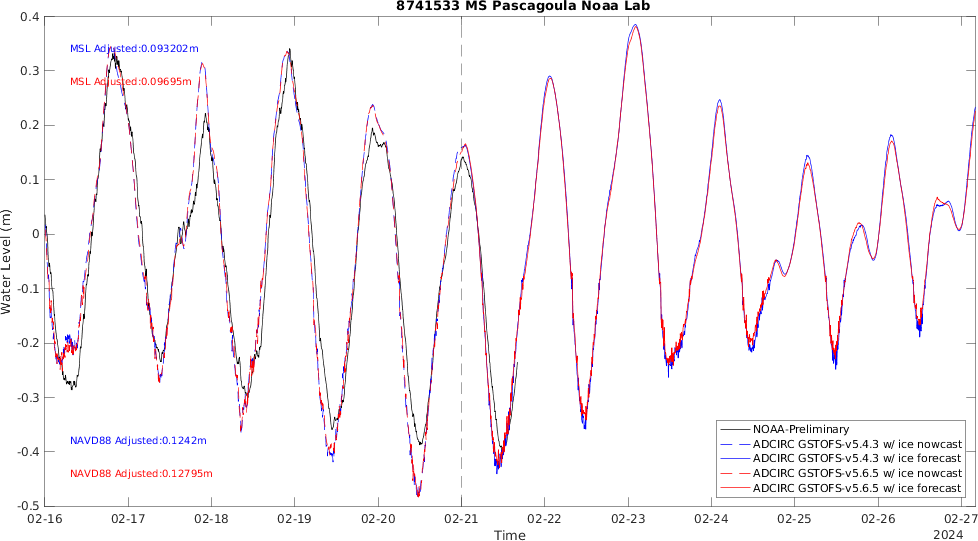 8741533 MS Pascagoula Noaa Lab
0.4
0.3
0.2
0.1
0
-0.1
-0.2
-0.3
-0.4
-0.5
Water Level (m)
MSL Adjusted:0.093202m
MSL Adjusted:0.09695m
NAVD88 Adjusted:0.1242m
NAVD88 Adjusted:0.12795m
NOAA-Preliminary
ADCIRC GSTOFS-v5.4.3 w/ ice nowcast
ADCIRC GSTOFS-v5.4.3 w/ ice forecast
ADCIRC GSTOFS-v5.6.5 w/ ice nowcast
ADCIRC GSTOFS-v5.6.5 w/ ice forecast
02-16 02-17 02-18 02-19 02-20 02-21 02-22 02-23 02-24 02-25 02-26 02-27
Time
2024